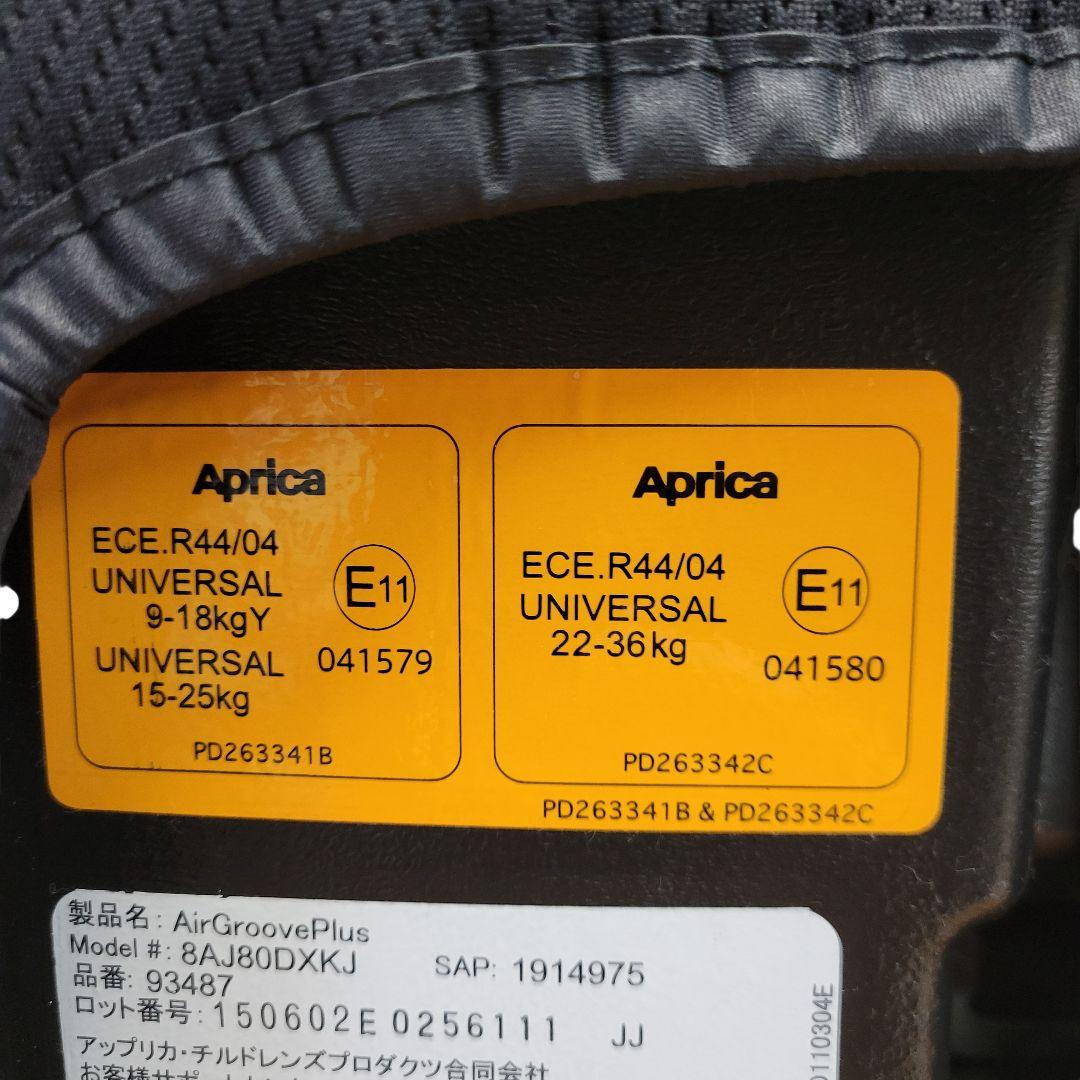 Aprica
ECE.R44/04
UNIVERSAL
9-18kgY
E11
UNIVERSAL
15-25kg
041579
PD263341B
Aprica
ECE.R44/04
UNIVERSAL
22-36kg
E11
041580
PD263342C
PD263341B & PD263342C
製品名: AirGroovePlus
Model #: 8AJ80DXKJ
SAP: 1914975
品番: 93487
ロット番号: 150602E0256111 JJ
アップリカ・チルドレンズプロダクツ合同会社
0110304E